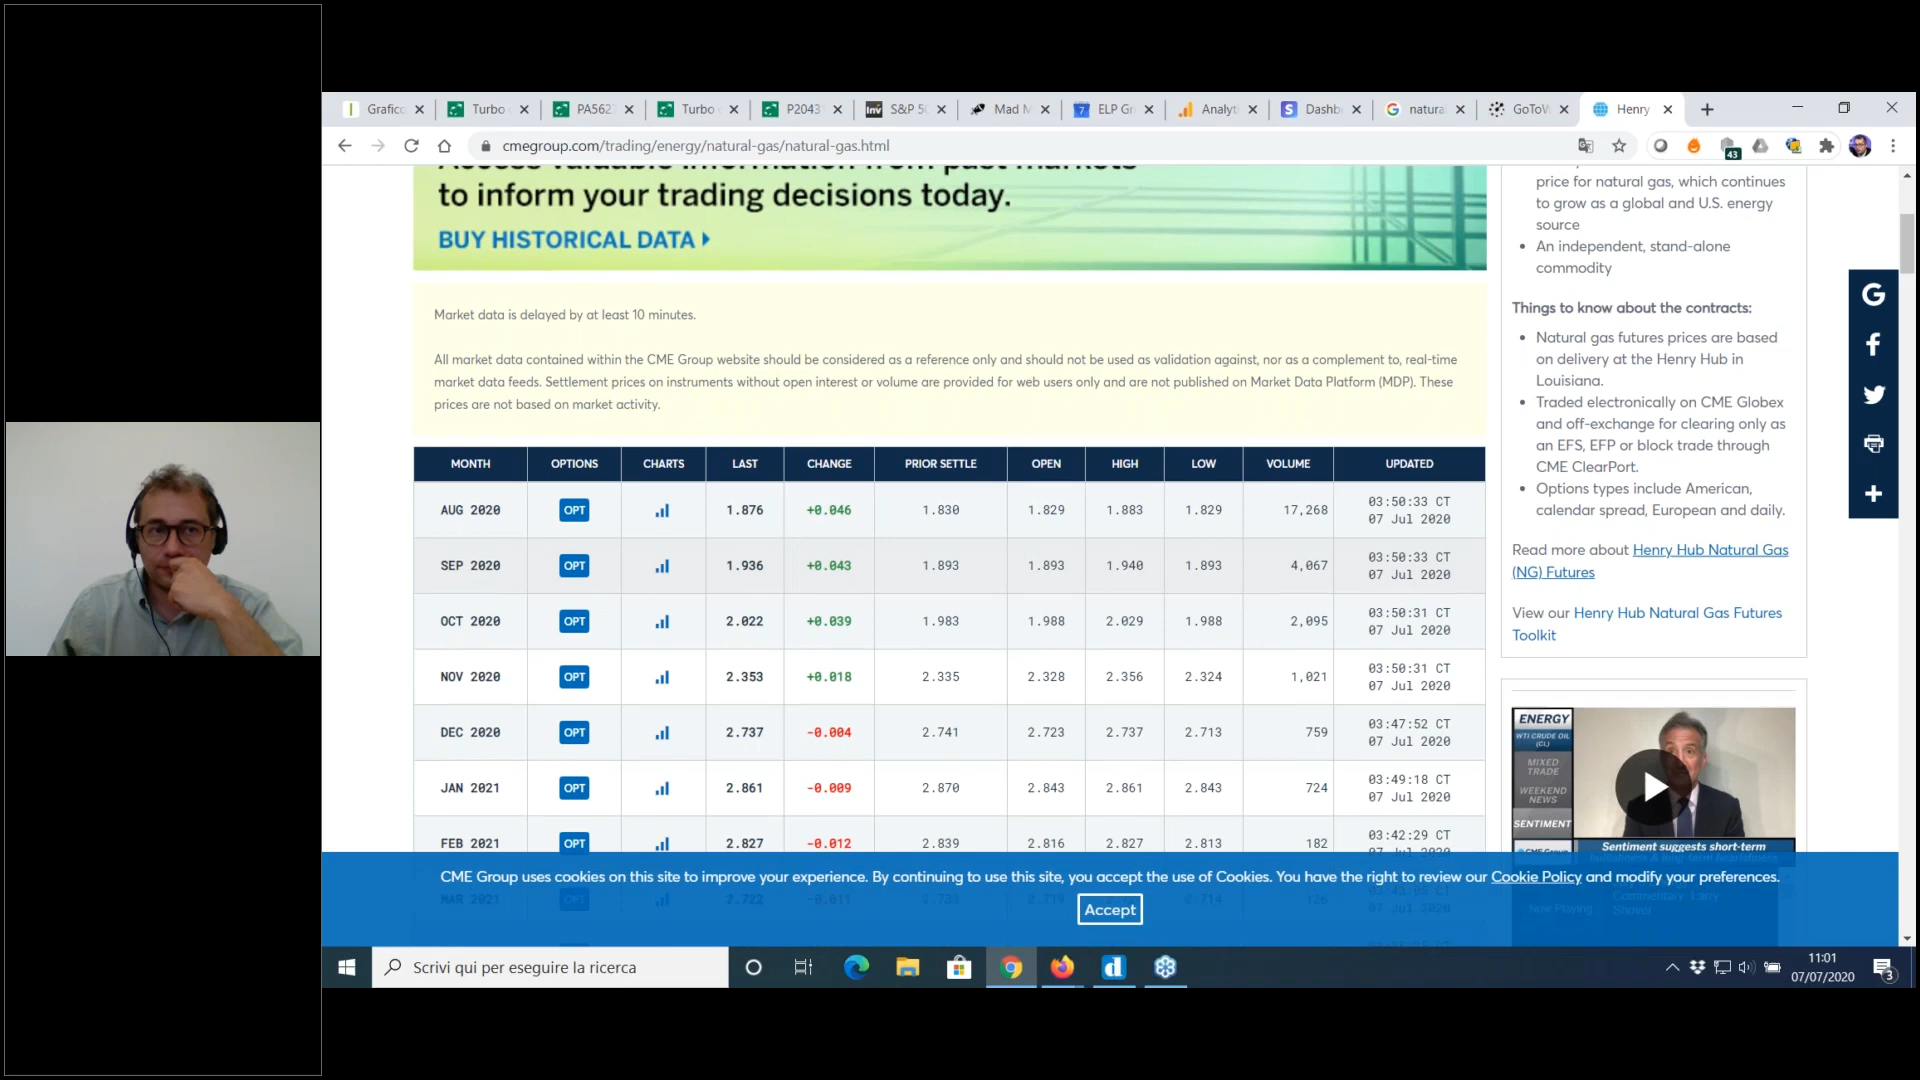 Grafico
Turbo
PA562
Turbo
P2043
S&P 50
Mad M
ELP Gr
Analyt
Dashb
natura
GoToW
Henry
cmegroup.com/trading/energy/natural-gas/natural-gas.html
43
to inform your trading decisions today.
BUY HISTORICAL DATA
Market data is delayed by at least 10 minutes.
All market data contained within the CME Group website should be considered as a reference only and should not be used as validation against, nor as a complement to, real-time
market data feeds. Settlement prices on instruments without open interest or volume are provided for web users only and are not published on Market Data Platform (MDP). These
prices are not based on market activity.
MONTH OPTIONS CHARTS LAST CHANGE PRIOR SETTLE OPEN HIGH LOW VOLUME UPDATED
AUG 2020 OPT 1.876 +0.046 1.830 1.829 1.883 1.829 17,268 03:50:33 CT
07 Jul 2020
SEP 2020 OPT 1.936 +0.043 1.893 1.893 1.940 1.893 4,067 03:50:33 CT
07 Jul 2020
OCT 2020 OPT 2.022 +0.039 1.983 1.988 2.029 1.988 2,095 03:50:31 CT
07 Jul 2020
NOV 2020 OPT 2.353 +0.018 2.335 2.328 2.356 2.324 1,021 03:50:31 CT
07 Jul 2020
DEC 2020 OPT 2.737 -0.004 2.741 2.723 2.737 2.713 759 03:47:52 CT
07 Jul 2020
JAN 2021 OPT 2.861 -0.009 2.870 2.843 2.861 2.843 724 03:49:18 CT
07 Jul 2020
FEB 2021 OPT 2.827 -0.012 2.839 2.816 2.827 2.813 182 03:42:29 CT
price for natural gas, which continues
to grow as a global and U.S. energy
source
An independent, stand-alone
commodity
Things to know about the contracts:
Natural gas futures prices are based
on delivery at the Henry Hub in
Louisiana.
Traded electronically on CME Globex
and off-exchange for clearing only as
an EFS, EFP or block trade through
CME ClearPort.
Options types include American,
calendar spread, European and daily.
Read more about Henry Hub Natural Gas
(NG) Futures
View our Henry Hub Natural Gas Futures
Toolkit
ENERGY
WTI CRUDE OIL
(CL)
MIXED
TRADE
WEEKEND
NEWS
SENTIMENT
Sentiment suggests short-term
CME Group uses cookies on this site to improve your experience. By continuing to use this site, you accept the use of Cookies. You have the right to review our Cookie Policy and modify your preferences.
Accept
Scrivi qui per eseguire la ricerca
11:01
07/07/2020
3